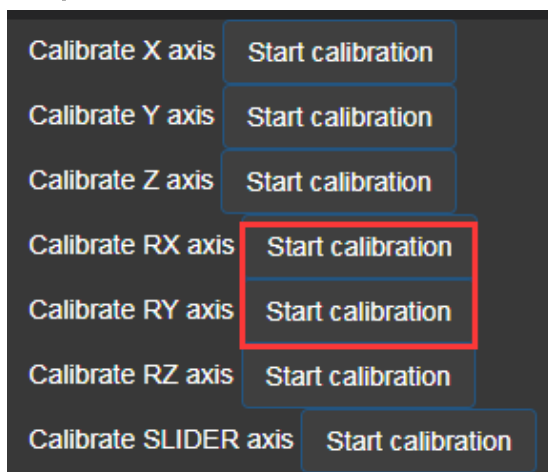 Calibrate X axis Start calibration
Calibrate Y axis Start calibration
Calibrate Z axis Start calibration
Calibrate RX axis Start calibration
Calibrate RY axis Start calibration
Calibrate RZ axis Start calibration
Calibrate SLIDER axis Start calibration